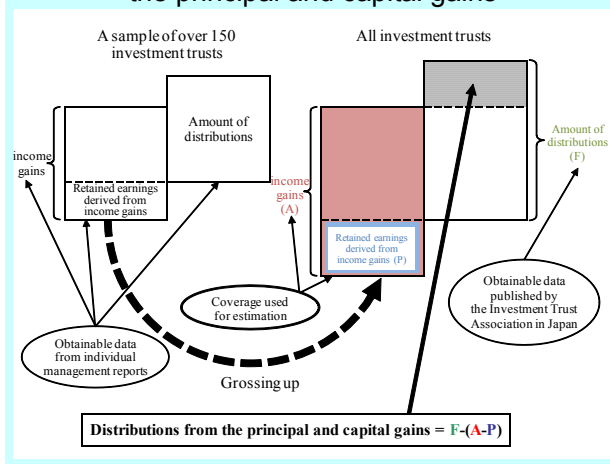 the principal and capital gains
A sample of over 150
investment trusts
All investment trusts
Amount of
distributions
income
gains
Retained earnings
derived from
income gains
income
gains
(A)
Retained earnings
derived from
income gains (P)
Amount of
distributions
(F)
Coverage used
for estimation
Obtainable data
published by
the Investment Trust
Association in Japan
Obtainable data
from individual
management reports
Grossing up
Distributions from the principal and capital gains = F-(A-P)